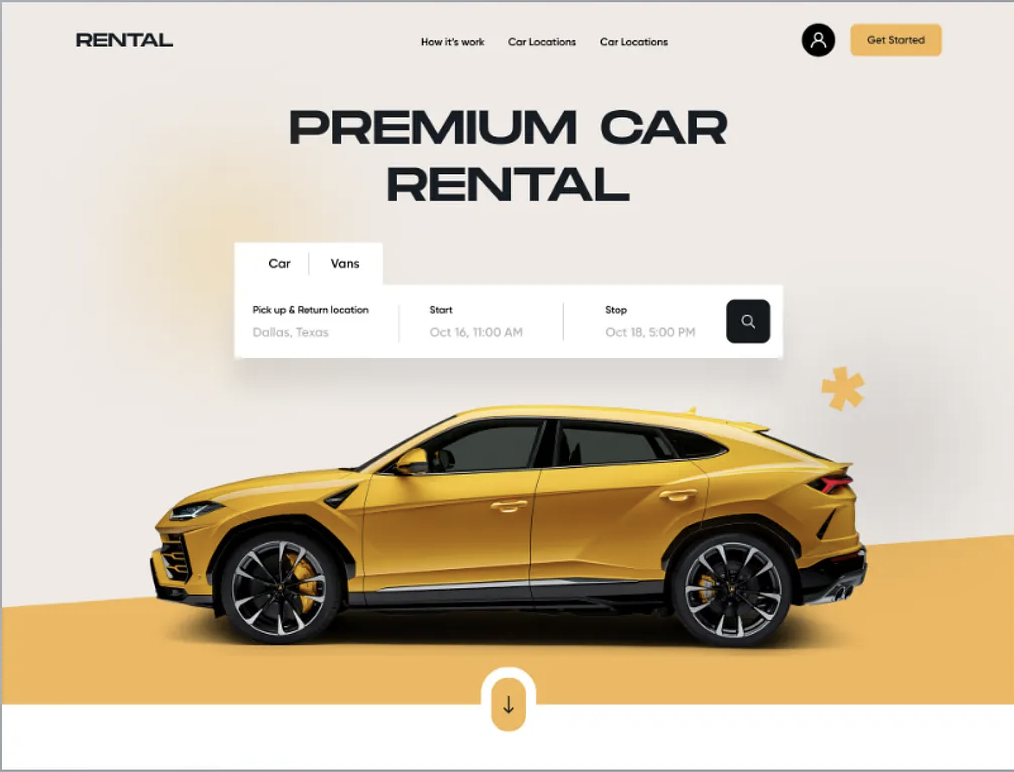 RENTAL
How it's work
Car Locations
Car Locations
Get Started
PREMIUM CAR
RENTAL
Car
Vans
Pick up & Return location
Start
Stop
Dallas, Texas
Oct 16, 11:00 AM
Oct 18, 5:00 PM